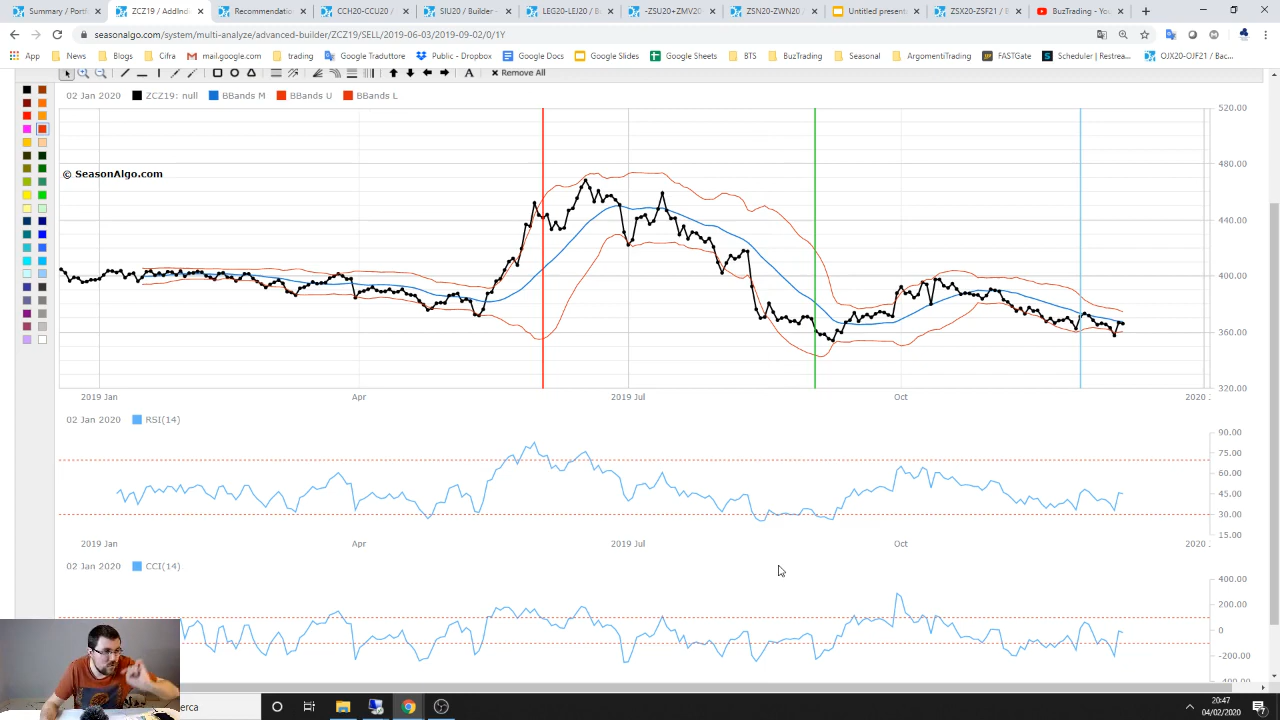 Summary / Portf
ZCZ19 / AddInd
Recommendatio
CCH20-CCU20 /
SIU20 / Builder -
LEG20-LEJ20 / B
-ZSU20+ZMV20
ZSN20-ZWN20 /
Untitled present
ZSX20-ZSF21 / B
BuzTrading - You
seasonalgo.com/system/multi-analyze/advanced-builder/ZCZ19/SELL/2019-06-03/2019-09-02/0/1Y
App
News
Blogs
Cifra
mail.google.com
trading
Google Traduttore
Public - Dropbox
Google Docs
Google Slides
Google Sheets
BTS
BuzTrading
Seasonal
ArgomentiTrading
FASTGate
Scheduler | Restrea...
OJX20-OJF21 / Bac...
A
Remove All
02 Jan 2020
ZCZ19: null
BBands M
BBands U
BBands L
© SeasonAlgo.com
520.00
480.00
440.00
400.00
360.00
320.00
2019 Jan
Apr
2019 Jul
Oct
2020 .
02 Jan 2020
RSI(14)
90.00
75.00
60.00
45.00
30.00
15.00
2019 Jan
Apr
2019 Jul
Oct
2020 .
02 Jan 2020
CCI(14)
400.00
200.00
0
-200.00
erca
20:47
04/02/2020